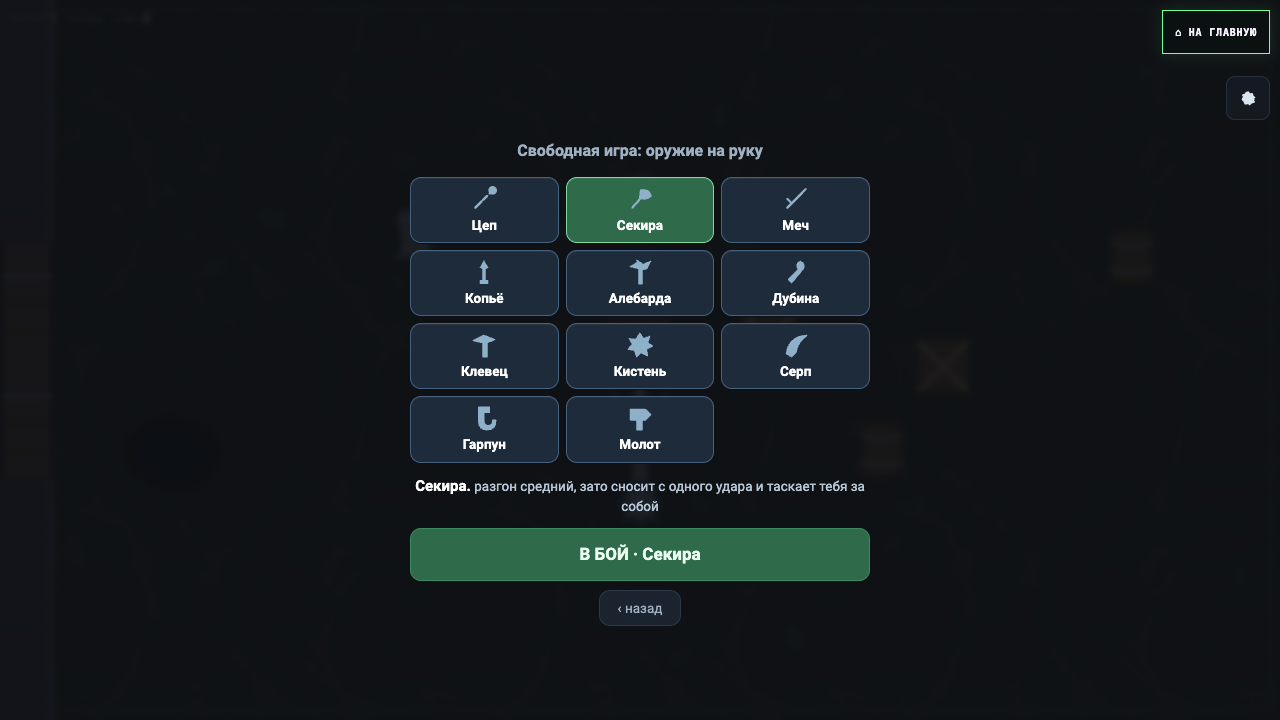 ⌂ НА ГЛАВНУЮ
Свободная игра: оружие на руку
Цеп
Секира
Меч
Копьё
Алебарда
Дубина
Клевец
Кистень
Серп
Гарпун
Молот
Секира. разгон средний, зато сносит с одного удара и таскает тебя за
собой
В БОЙ · Секира
‹ назад